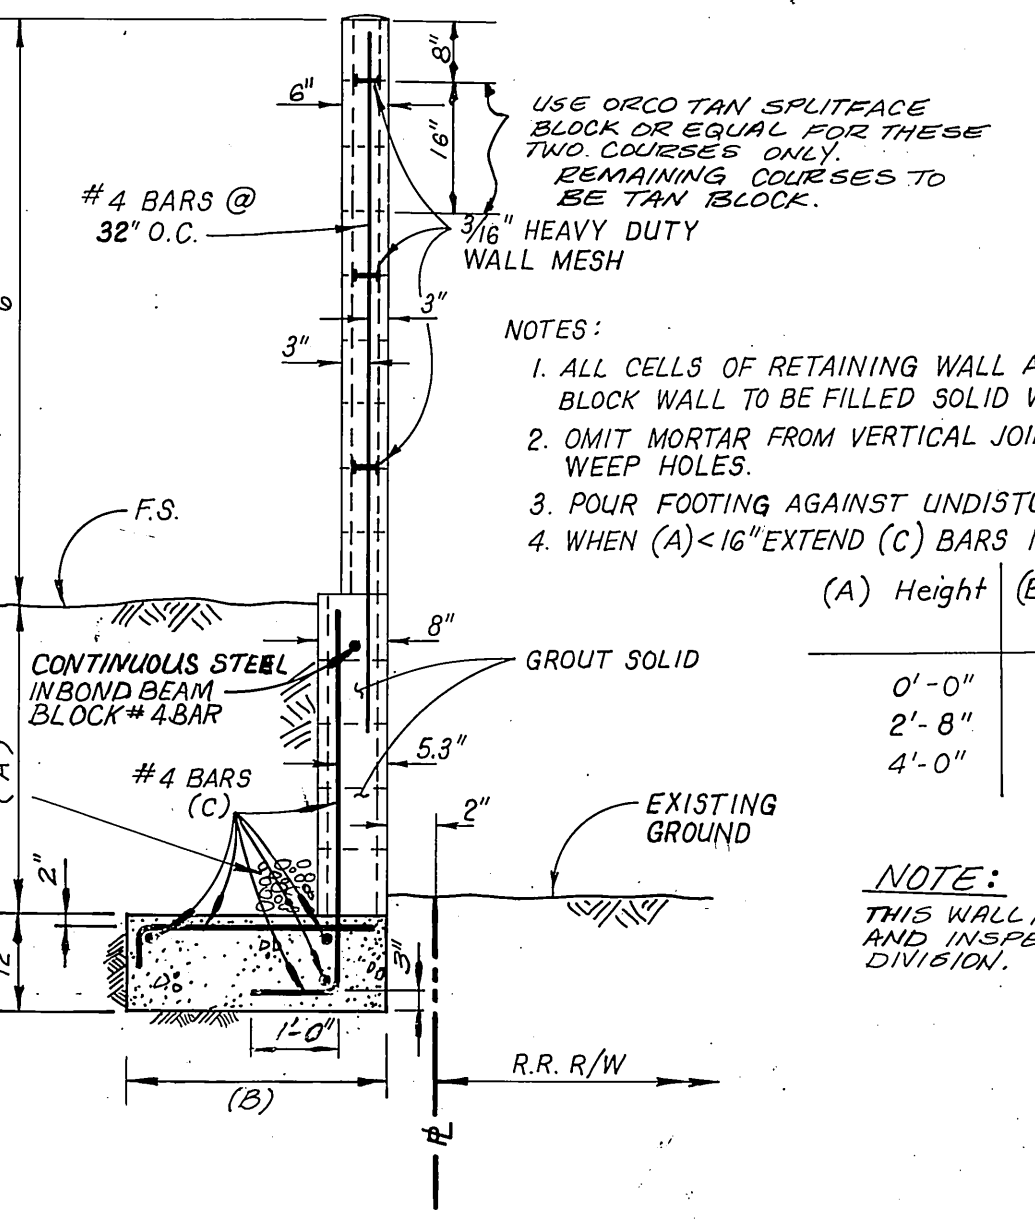 8"
6"
16"
USE ORCO TAN SPLITFACE
BLOCK OR EQUAL FOR THESE
TWO COURSES ONLY.
REMAINING COURSES TO
BE TAN BLOCK.
#4 BARS @
32" O.C.
3/16" HEAVY DUTY
WALL MESH
6
3"
3"
NOTES:
1. ALL CELLS OF RETAINING WALL
BLOCK WALL TO BE FILLED SOLID
2. OMIT MORTAR FROM VERTICAL
WEEP HOLES.
3. POUR FOOTING AGAINST
4. WHEN (A)<16" EXTEND (C) BARS
F.S.
(A) Height
8"
CONTINUOUS STEEL
IN BOND BEAM
BLOCK #4 BAR
GROUT SOLID
0'-0"
2'-8"
4'-0"
5.3"
(A)
#4 BARS
(C)
2"
EXISTING
GROUND
2"
NOTE:
THIS WALL
AND
DIVISION.
12"
3"
1'-0"
(B)
R.R. R/W
PL